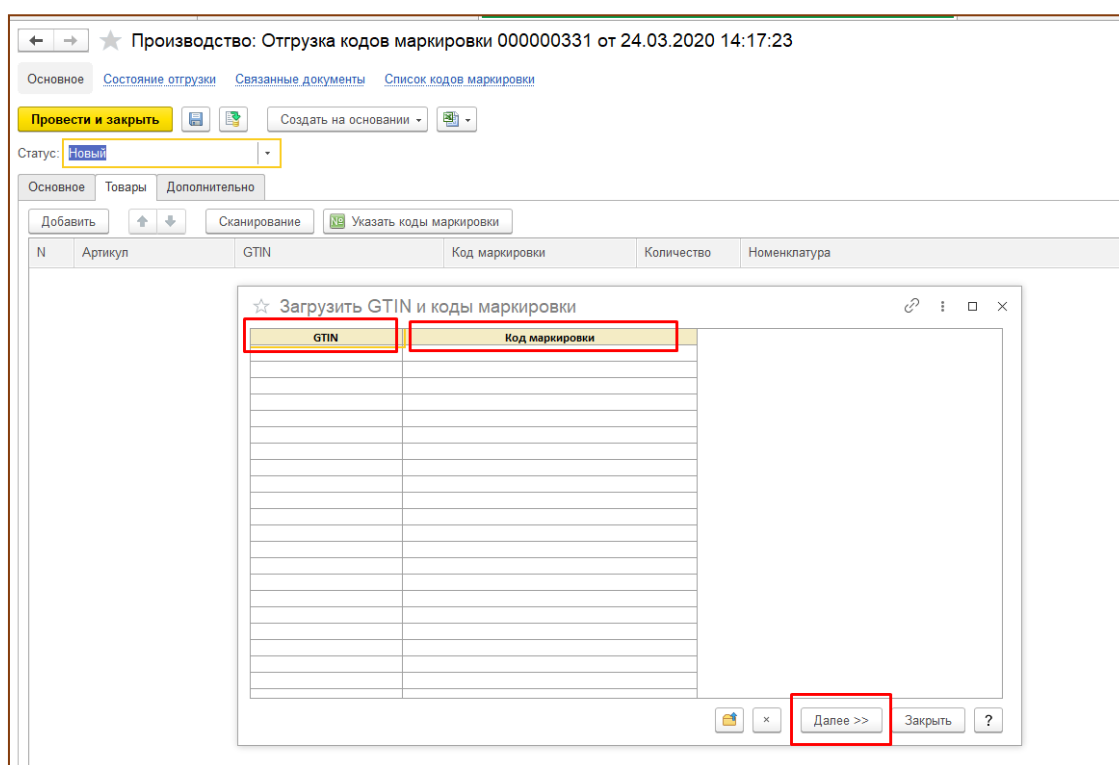 Производство: Отгрузка кодов маркировки 000000331 от 24.03.2020 14:17:23
Основное Состояние отгрузки Связанные документы Список кодов маркировки
Провести и закрыть Создать на основании
Статус: Новый
Основное Товары Дополнительно
Добавить Сканирование № Указать коды маркировки
N Артикул GTIN Код маркировки Количество Номенклатура
Загрузить GTIN и коды маркировки
GTIN Код маркировки
Далее >> Закрыть ?